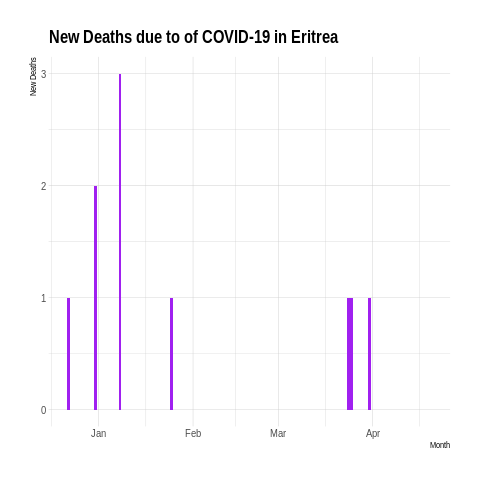 New Deaths due to of COVID-19 in Eritrea
New Deaths
3
2
1
0
Jan Feb Mar Apr
Month